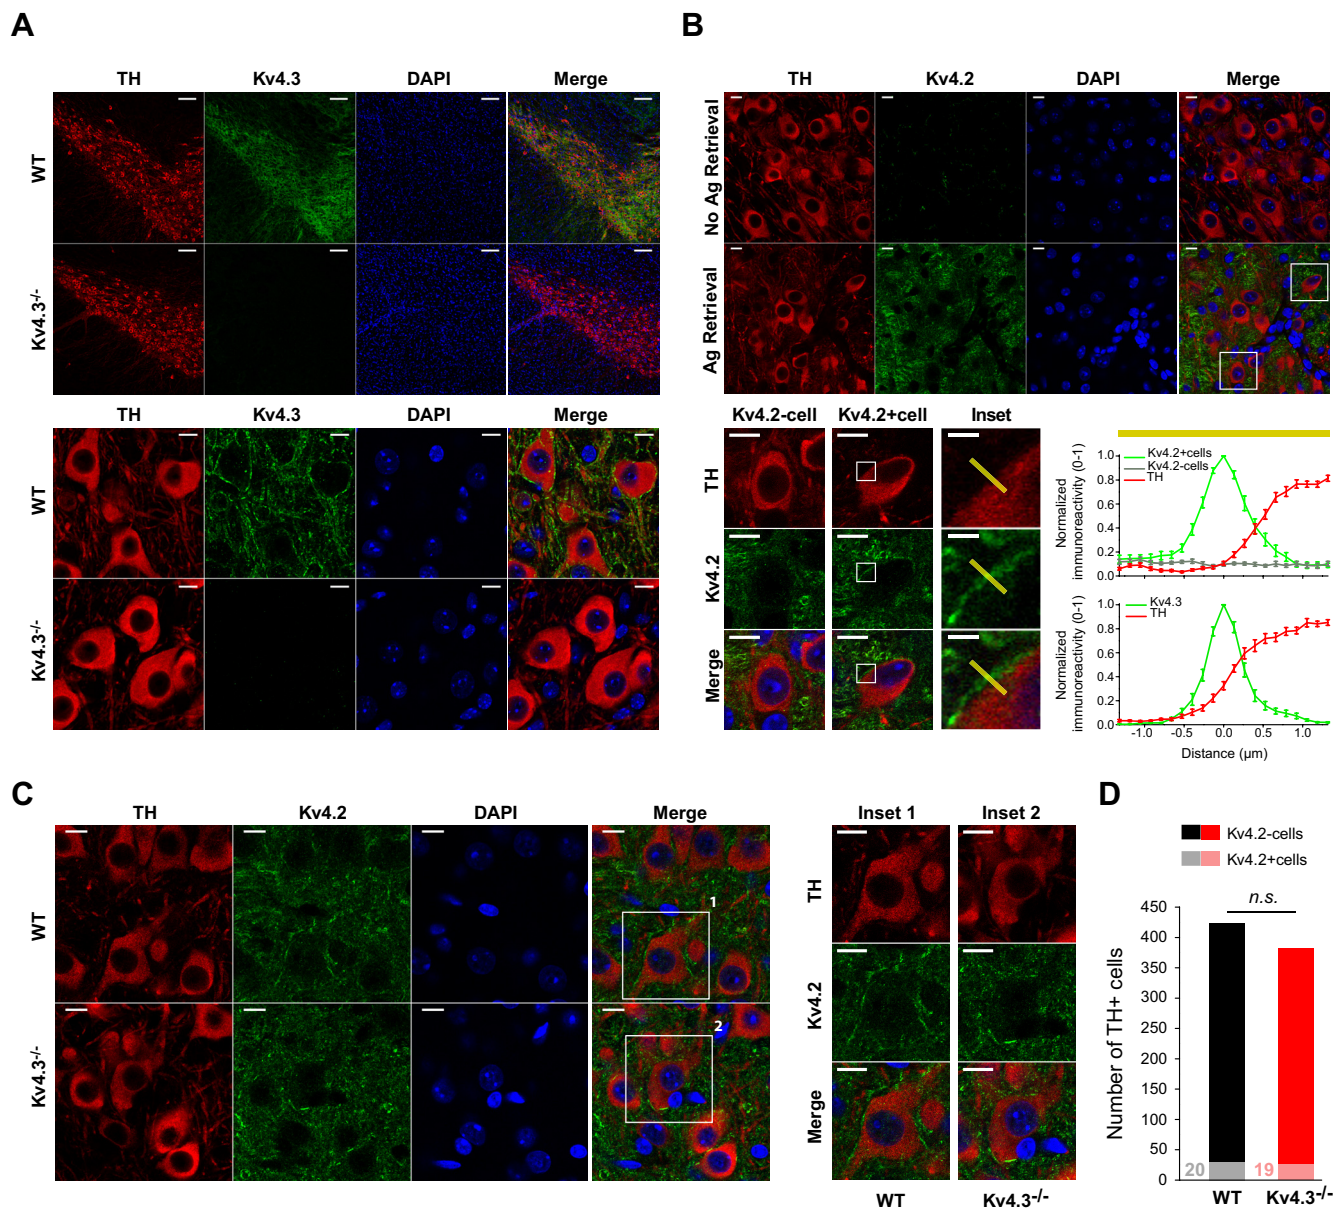 A
TH Kv4.3 DAPI Merge
WT
Kv4.3-/-
TH Kv4.3 DAPI Merge
WT
Kv4.3-/-
B
TH Kv4.2 DAPI Merge
No Ag Retrieval
Ag Retrieval
Kv4.2-cell Kv4.2+cell Inset
TH
Kv4.2
Merge
Normalized
immunoreactivity (0-1)
1.0
0.8
0.6
0.4
0.2
0.0
Kv4.2+cells
Kv4.2-cells
TH
Normalized
immunoreactivity (0-1)
1.0
0.8
0.6
0.4
0.2
0.0
Kv4.3
TH
-1.0 -0.5 0.0 0.5 1.0
Distance (µm)
C
TH Kv4.2 DAPI Merge
WT
1
Kv4.3-/-
2
Inset 1 Inset 2
TH
Kv4.2
Merge
WT Kv4.3-/-
D
Kv4.2-cells
Kv4.2+cells
n.s.
Number of TH+ cells
450
400
350
300
250
200
150
100
50
0
20 19
WT Kv4.3-/-